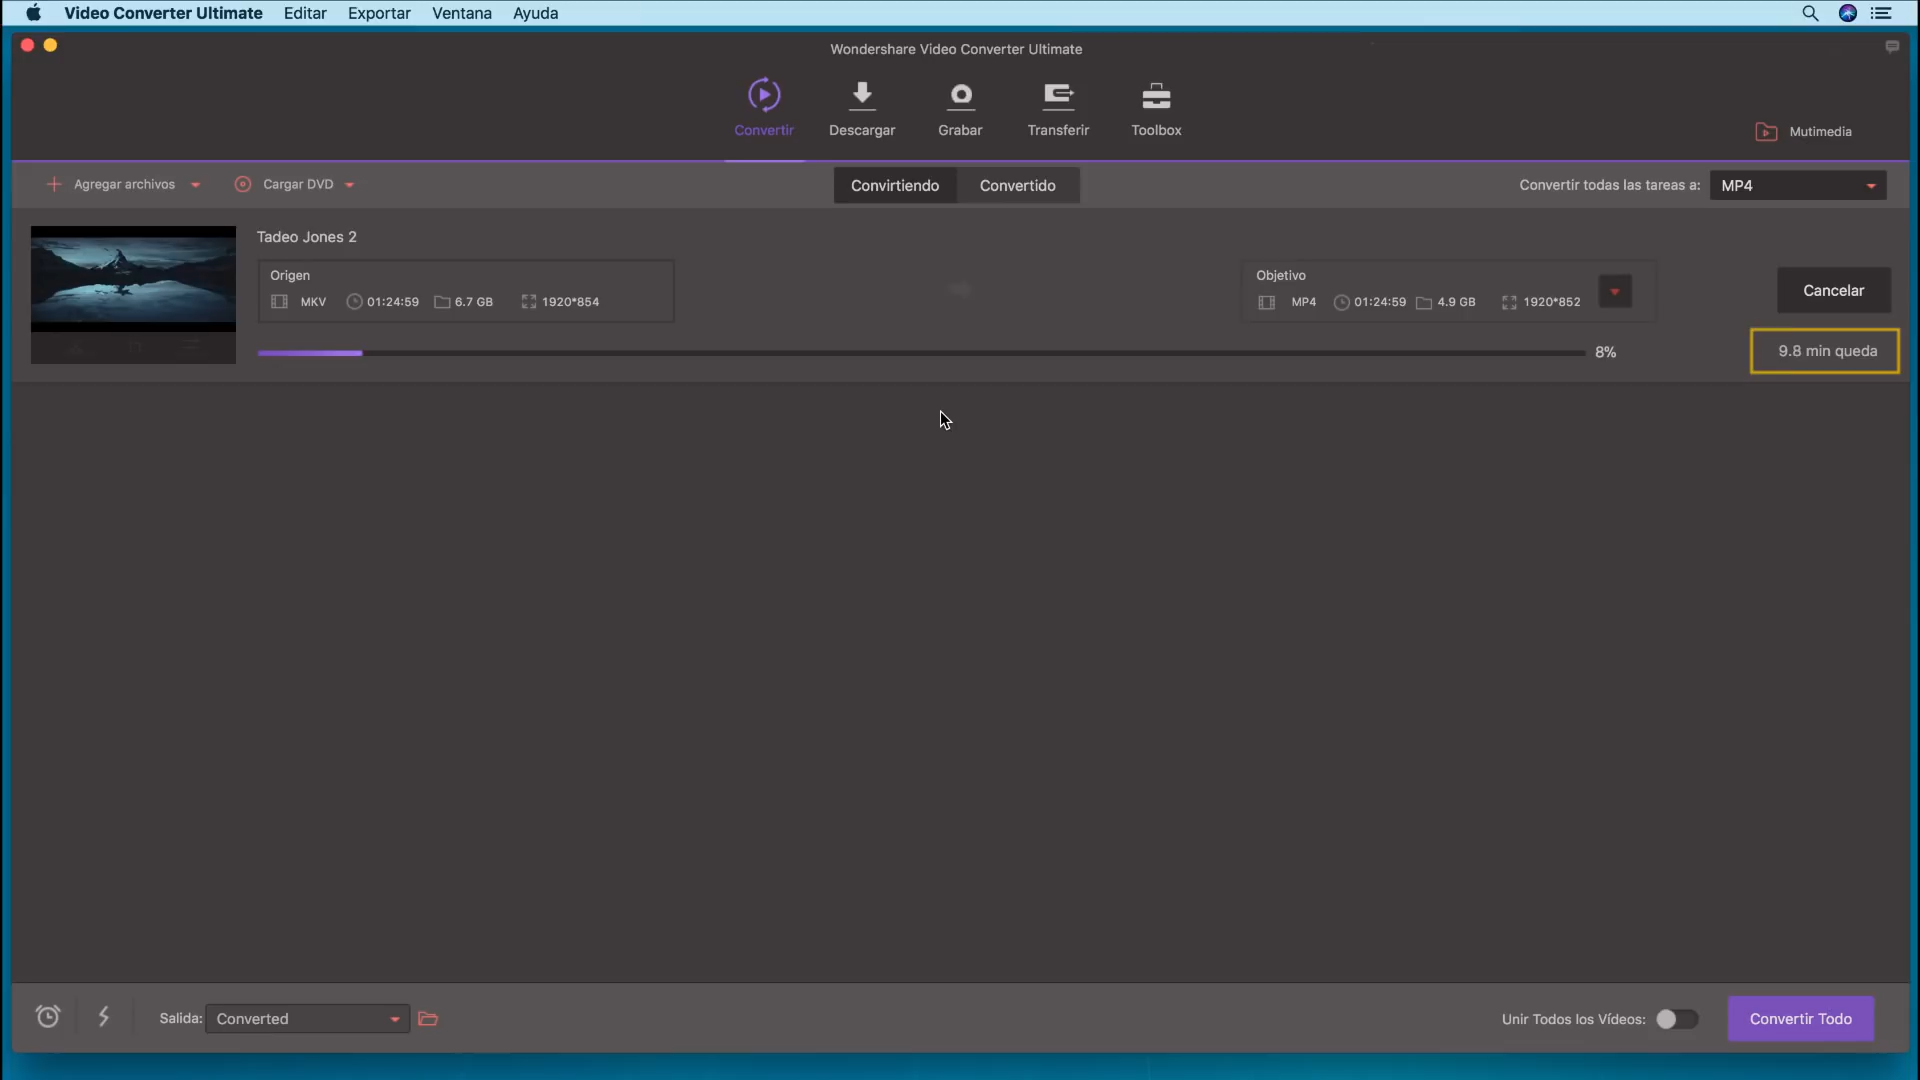 Video Converter Ultimate Editar Exportar Ventana Ayuda
Wondershare Video Converter Ultimate
Convertir Descargar Grabar Transferir Toolbox
Mutimedia
Agregar archivos Cargar DVD Convirtiendo Convertido Convertir todas las tareas a: MP4
Tadeo Jones 2
Origen
MKV 01:24:59 6.7 GB 1920*854
Objetivo
MP4 01:24:59 4.9 GB 1920*852
Cancelar
8% 9.8 min queda
Salida: Converted Unir Todos los Vídeos: Convertir Todo